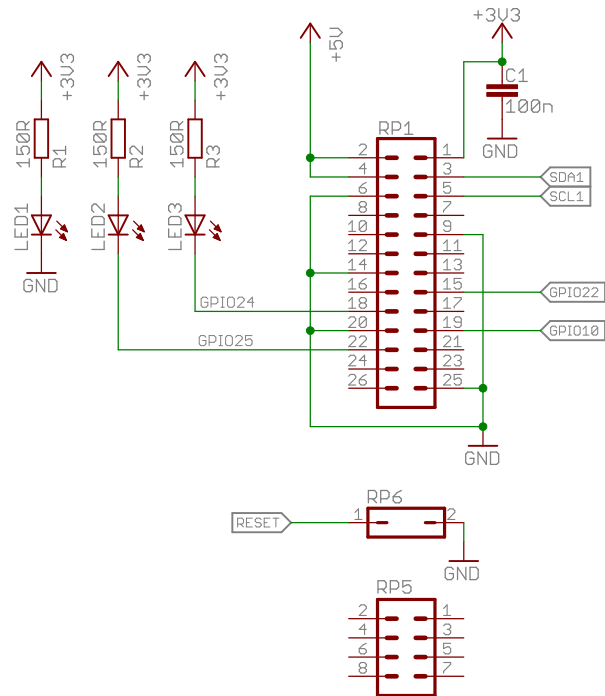 +3V3
+5V
+3V3
+3V3
+3V3
C1
100n
GND
150R
R1
150R
R2
150R
R3
RP1
2
1
4
3
SDA1
6
5
SCL1
8
7
10
9
12
11
14
13
16
15
GPIO22
18
17
20
19
GPIO10
22
21
24
23
26
25
LED1
LED2
LED3
GND
GPIO24
GPIO25
GND
RP6
RESET
1
2
GND
RP5
2
1
4
3
6
5
8
7